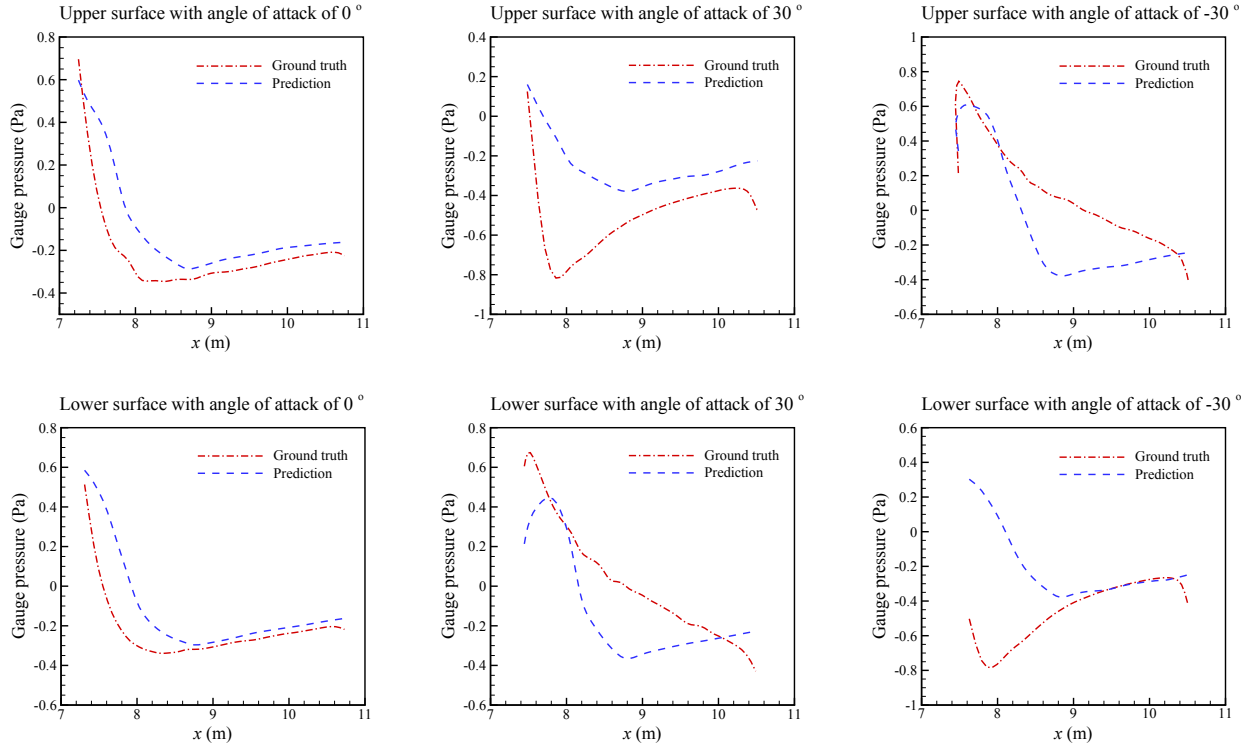 Upper surface with angle of attack of 0 °
Gauge pressure (Pa)
0.8
0.6
0.4
0.2
0
-0.2
-0.4
7 8 9 10 11
x (m)
Ground truth
Prediction
Upper surface with angle of attack of 30 °
Gauge pressure (Pa)
0.4
0
-0.2
-0.4
-0.6
-0.8
-1
7 8 9 10 11
x (m)
Ground truth
Prediction
Upper surface with angle of attack of -30 °
Gauge pressure (Pa)
1
0.8
0.6
0.4
0.2
0
-0.2
-0.4
-0.6
7 8 9 10 11
x (m)
Ground truth
Prediction
Lower surface with angle of attack of 0 °
Gauge pressure (Pa)
0.8
0.6
0.4
0.2
0
-0.2
-0.4
-0.6
7 8 9 10 11
x (m)
Ground truth
Prediction
Lower surface with angle of attack of 30 °
Gauge pressure (Pa)
0.8
0.6
0.4
0.2
0
-0.2
-0.4
-0.6
7 8 9 10 11
x (m)
Ground truth
Prediction
Lower surface with angle of attack of -30 °
Gauge pressure (Pa)
0.6
0.4
0.2
0
-0.2
-0.4
-0.6
-0.8
-1
7 8 9 10 11
x (m)
Ground truth
Prediction